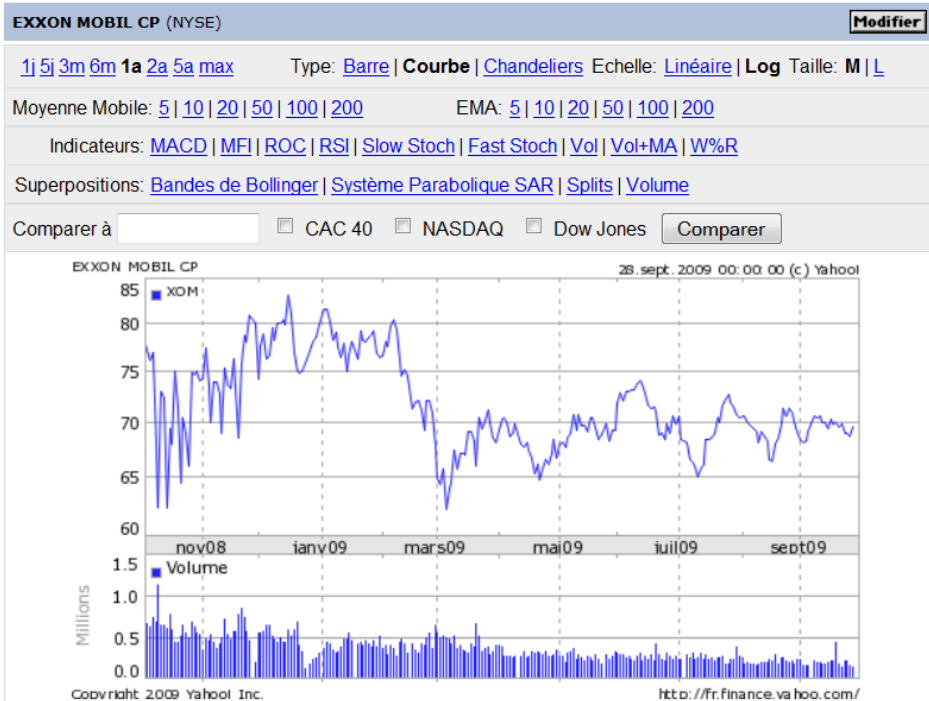 EXXON MOBIL CP (NYSE) Modifier
1j 5j 3m 6m 1a 2a 5a max Type: Barre | Courbe | Chandeliers Echelle: Linéaire | Log Taille: M | L
Moyenne Mobile: 5 | 10 | 20 | 50 | 100 | 200 EMA: 5 | 10 | 20 | 50 | 100 | 200
Indicateurs: MACD | MFI | ROC | RSI | Slow Stoch | Fast Stoch | Vol | Vol+MA | W%R
Superpositions: Bandes de Bollinger | Système Parabolique SAR | Splits | Volume
Comparer à CAC 40 NASDAQ Dow Jones Comparer
EXXON MOBIL CP 28. sept. 2009 00:00:00 (c) Yahoo!
85 XOM
80
75
70
65
60
nov08 janv09 mars09 mai09 juil09 sept09
1.5 Volume
1.0
0.5
0.0
Millions
Copyright 2009 Yahoo! Inc. http://fr.finance.yahoo.com/